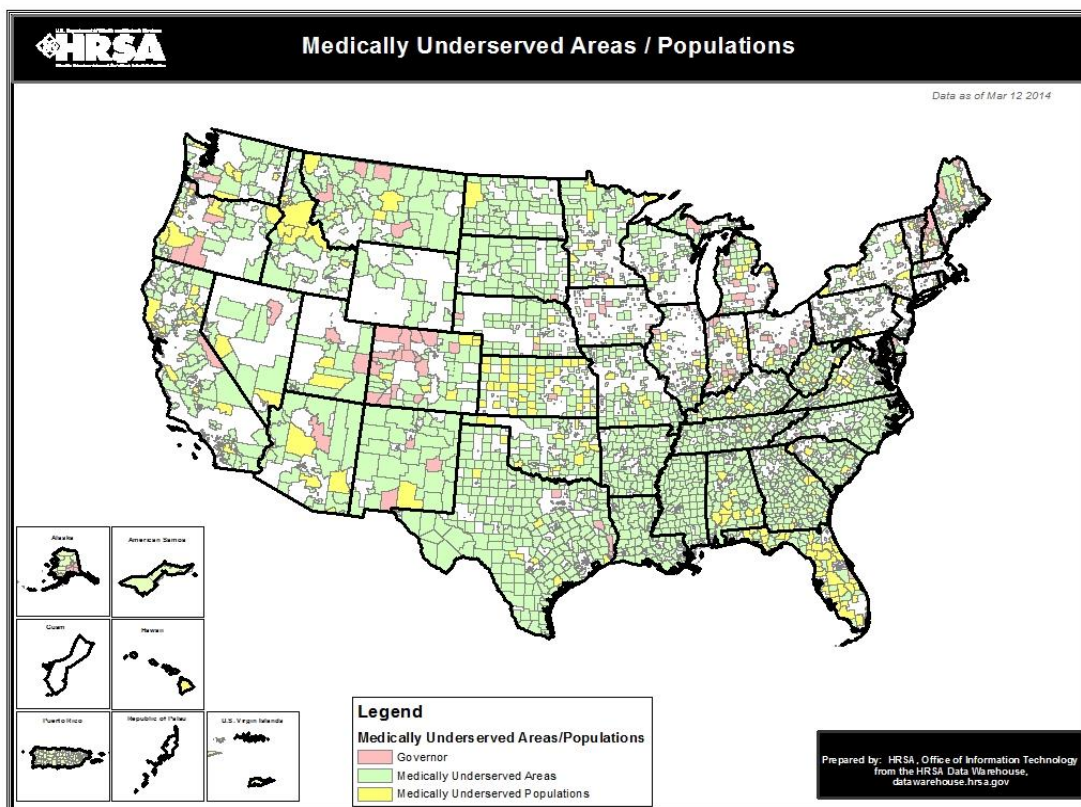 HRSA
Medically Underserved Areas / Populations
Data as of Mar 12 2014
Alaska
American Samoa
Guam
Hawaii
Puerto Rico
Republic of Palau
U.S. Virgin Islands
Legend
Medically Underserved Areas/Populations
Governor
Medically Underserved Areas
Medically Underserved Populations
Prepared by: HRSA, Office of Information Technology
from the HRSA Data Warehouse,
datawarehouse.hrsa.gov